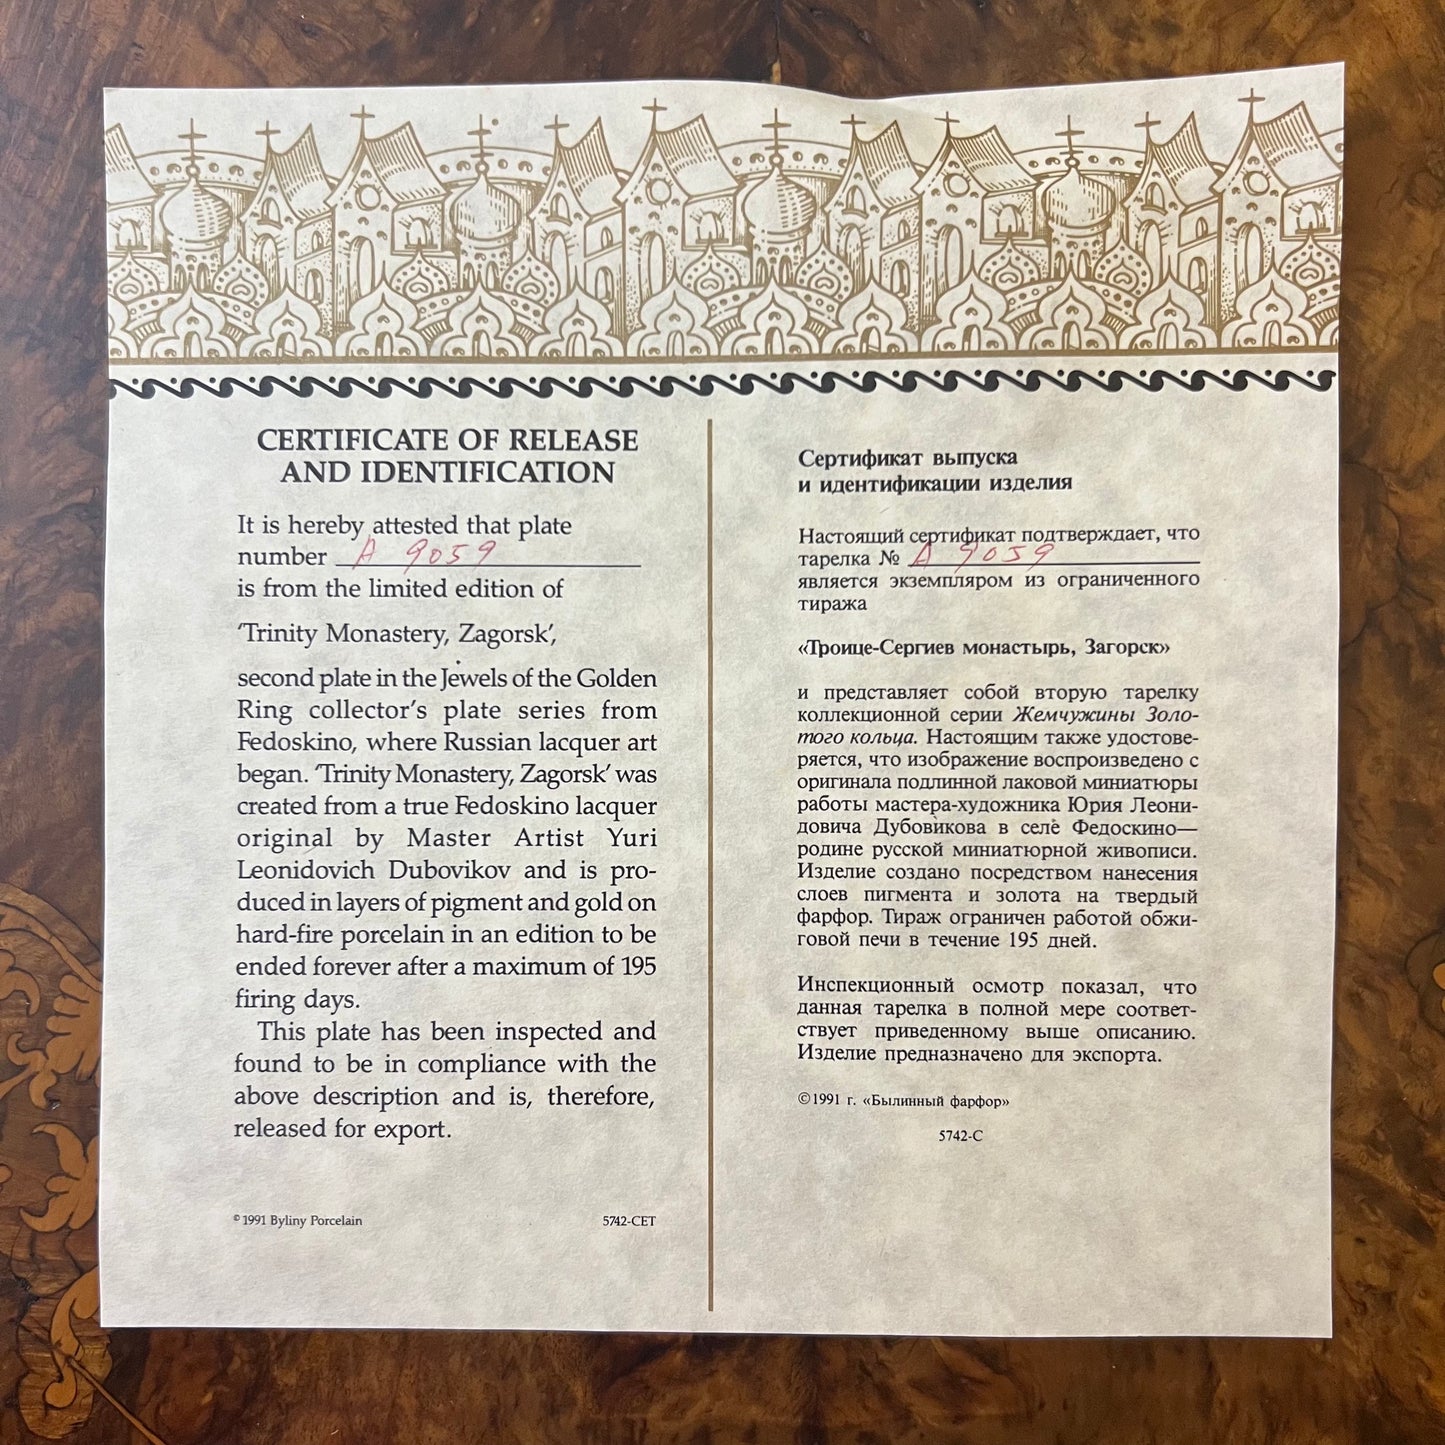 CERTIFICATE OF RELEASE
AND IDENTIFICATION
It is hereby attested that plate
number A 9059
is from the limited edition of
‘Trinity Monastery, Zagorsk’,
second plate in the Jewels of the Golden
Ring collector’s plate series from
Fedoskino, where Russian lacquer art
began. ‘Trinity Monastery, Zagorsk’ was
created from a true Fedoskino lacquer
original by Master Artist Yuri
Leonidovich Dubovikov and is pro-
duced in layers of pigment and gold on
hard-fire porcelain in an edition to be
ended forever after a maximum of 195
firing days.
This plate has been inspected and
found to be in compliance with the
above description and is, therefore,
released for export.
© 1991 Byliny Porcelain 5742-CET
Сертификат выпуска
и идентификации изделия
Настоящий сертификат подтверждает, что
тарелка № A 9059
является экземпляром из ограниченного
тиража
«Троице-Сергиев монастырь, Загорск»
и представляет собой вторую тарелку
коллекционной серии Жемчужины Золо-
того кольца. Настоящим также удостове-
ряется, что изображение воспроизведено с
оригинала подлинной лаковой миниатюры
работы мастера-художника Юрия Леони-
довича Дубовикова в селе Федоскино—
родине русской миниатюрной живописи.
Изделие создано посредством нанесения
слоев пигмента и золота на твердый
фарфор. Тираж ограничен работой обжи-
говой печи в течение 195 дней.
Инспекционный осмотр показал, что
данная тарелка в полной мере соответ-
ствует приведенному выше описанию.
Изделие предназначено для экспорта.
© 1991 г. «Былинный фарфор»
5742-C